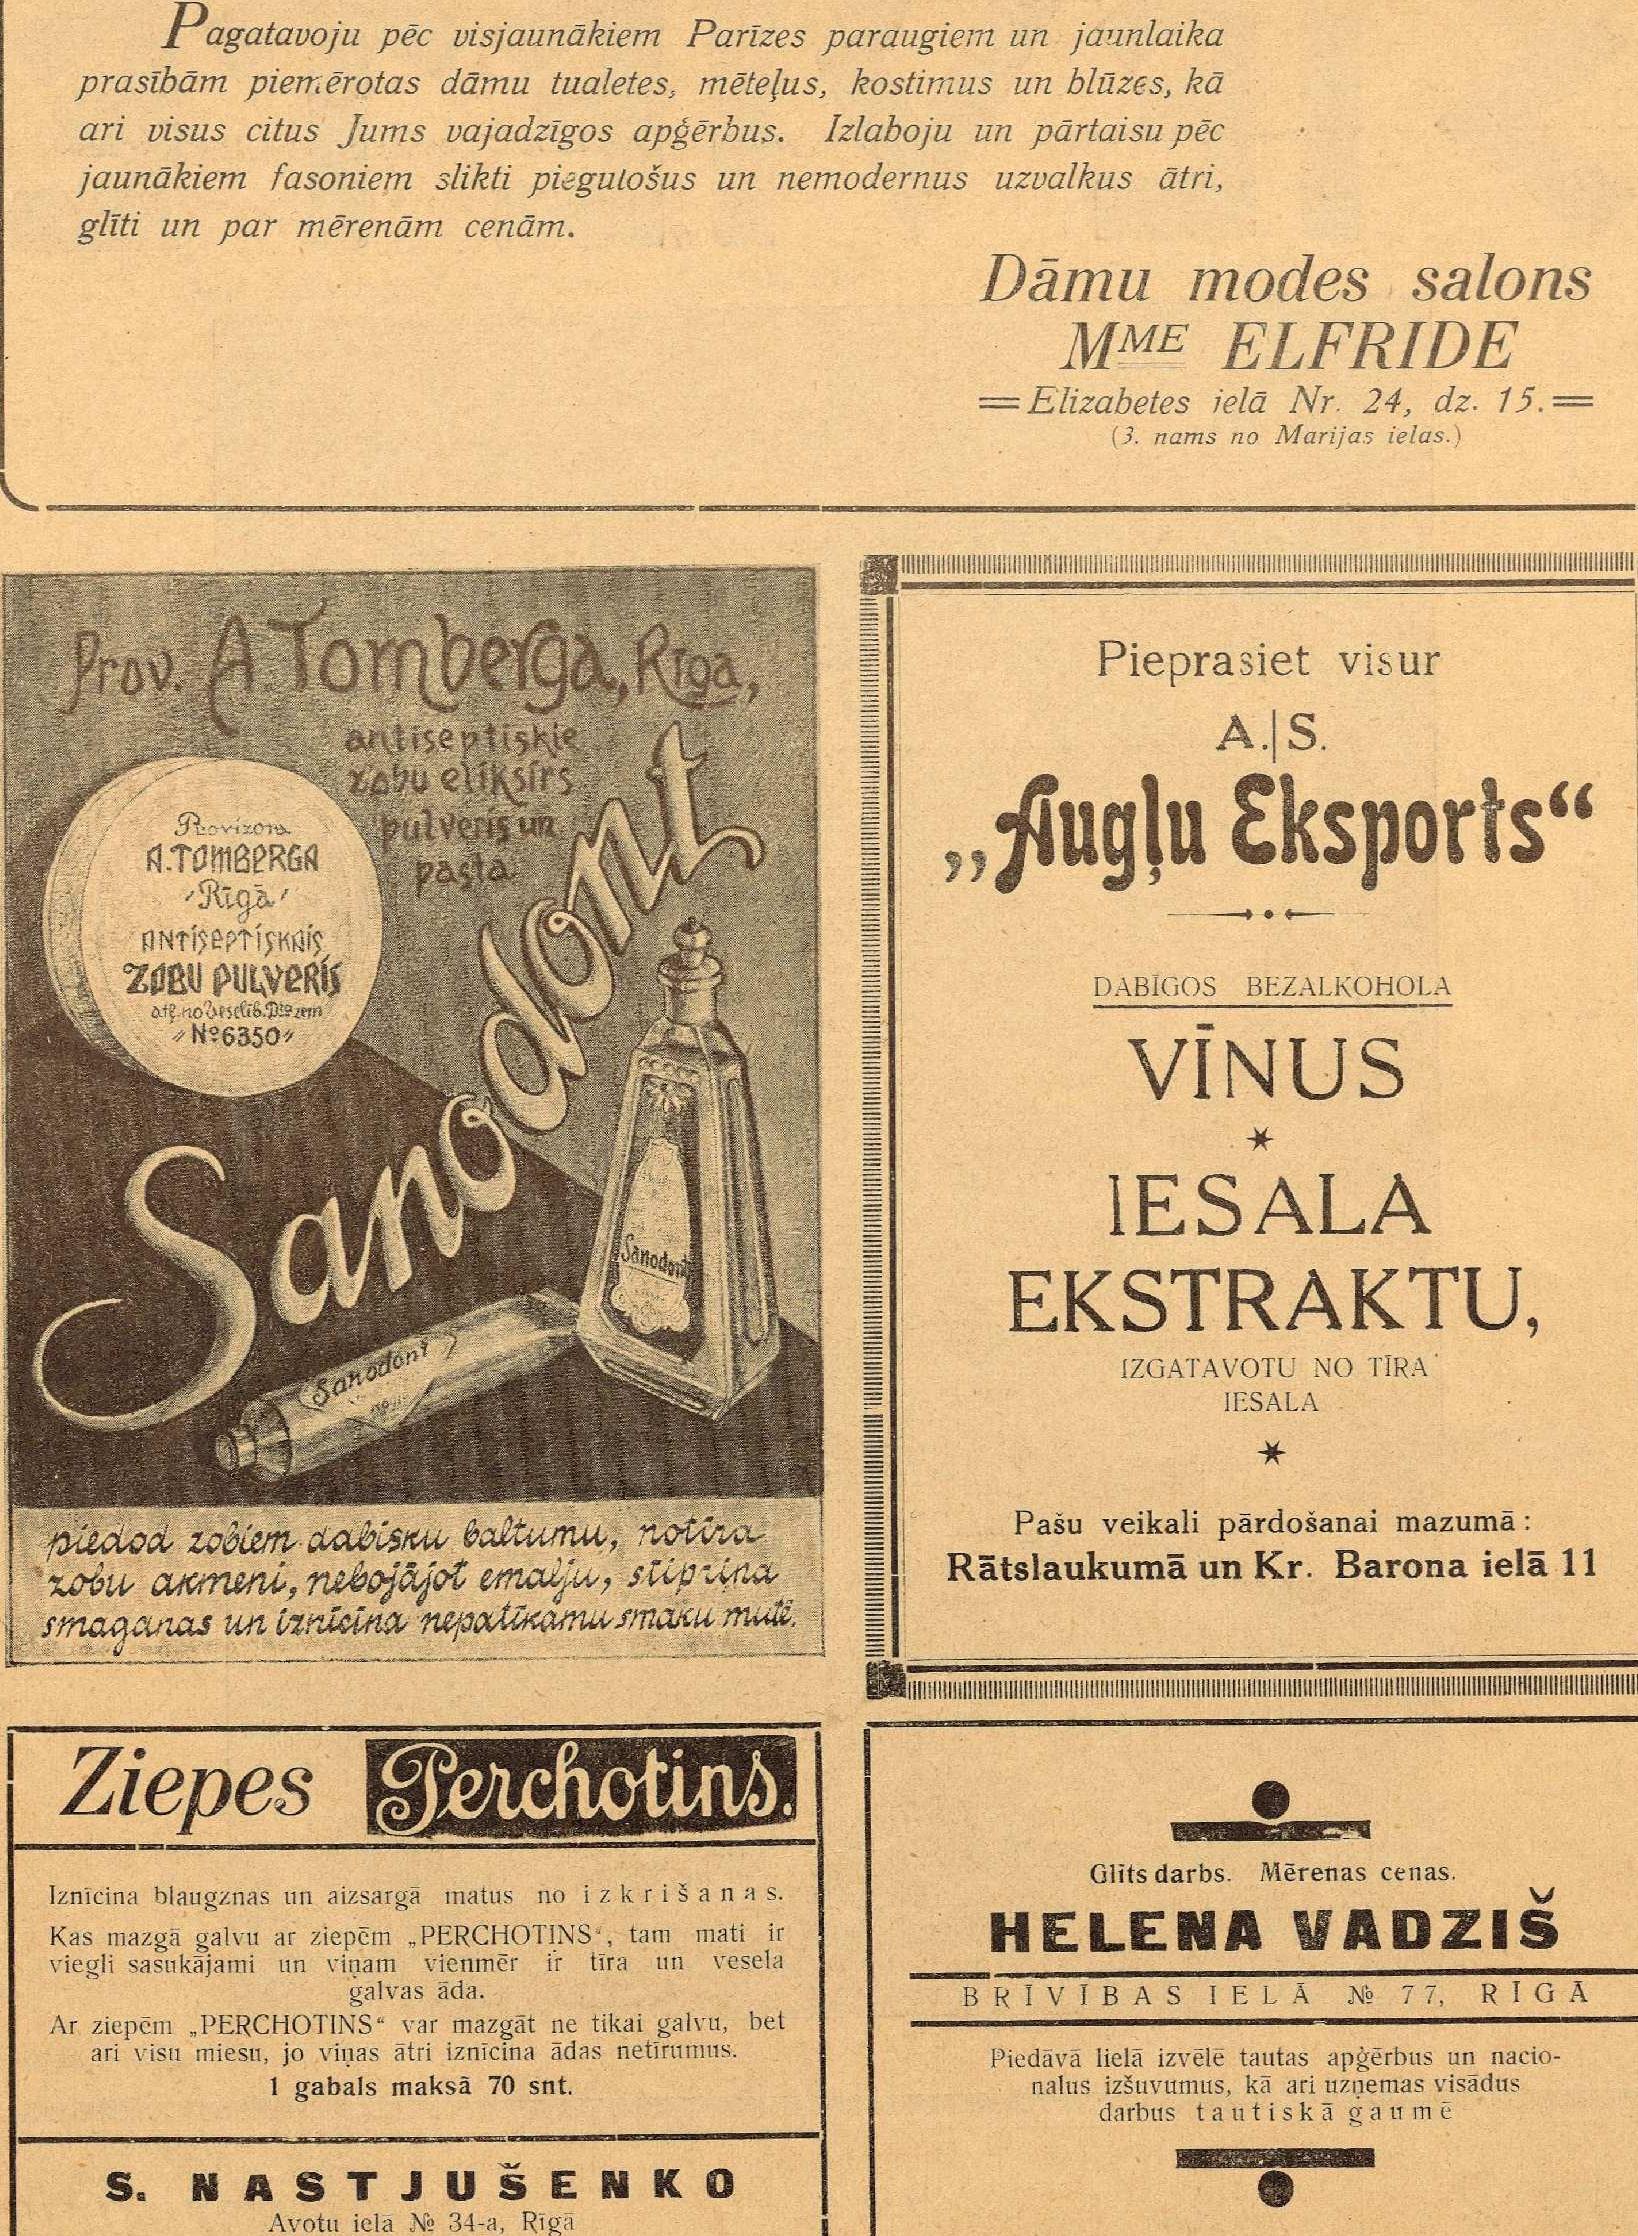 Pagatavoju pēc visjaunākiem Parīzes paraugiem un jaunlaika
prasībām piemērotas dāmu tualetes, mēteļus, kostimus un blūzes, kā
ari visus citus Jums vajadzīgos apģērbus. Izlaboju un pārtaisu pēc
jaunākiem fasoniem slikti piegulošus un nemodernus uzvalkus ātri,
glīti un par mērenām cenām.
Dāmu modes salons
MME ELFRIDE
Elizabetes ielā Nr. 24, dz. 15.
(3. nams no Marijas ielas.)
Prov. A. Tomberga, Rīga,
antiseptiskie
zobu eliksīrs
pulveris un
pasta
Provizora
A. TOMBERGA
Rīgā
ANTISEPTISKAIS
ZOBU PULVERIS
atļ. no Veselīb. Dep. zem
№ 6350
Sanodont
Sanodont
Sanodont
piedod zobiem dabisku baltumu, notīra
zobu akmeni, nebojājot emalju, stiprina
smaganas un iznīcina nepatīkamu smaku mutē.
Pieprasiet visur
A.|S.
„Augļu Eksports“
DABĪGOS BEZALKOHOLA
VĪNUS
IESALA
EKSTRAKTU,
IZGATAVOTU NO TĪRA
IESALA
Pašu veikali pārdošanai mazumā:
Rātslaukumā un Kr. Barona ielā 11
Ziepes Perchotins.
Iznīcina blaugznas un aizsargā matus no izkrišanas.
Kas mazgā galvu ar ziepēm „PERCHOTINS“, tam mati ir
viegli sasukājami un viņam vienmēr ir tīra un vesela
galvas āda.
Ar ziepēm „PERCHOTINS“ var mazgāt ne tikai galvu, bet
ari visu miesu, jo viņas ātri iznīcina ādas netīrumus.
1 gabals maksā 70 snt.
S. NASTJUŠENKO
Avotu ielā № 34-a, Rīgā
Glīts darbs. Mērenas cenas.
HELENA VADZIŠ
BRĪVĪBAS IELĀ № 77, RĪGĀ
Piedāvā lielā izvēlē tautas apģērbus un nacio-
nalus izšuvumus, kā ari uzņemas visādus
darbus tautiskā gaumē